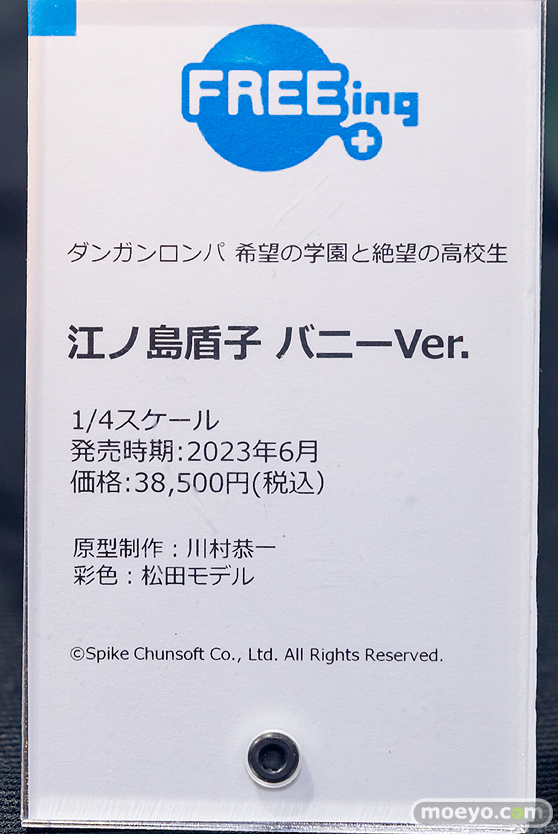 FREEing
ダンガンロンパ 希望の学園と絶望の高校生
江ノ島盾子 バニーVer.
1/4スケール
発売時期:2023年6月
価格:38,500円(税込)
原型制作：川村恭一
彩色：松田モデル
©Spike Chunsoft Co., Ltd. All Rights Reserved.
moeyo.com